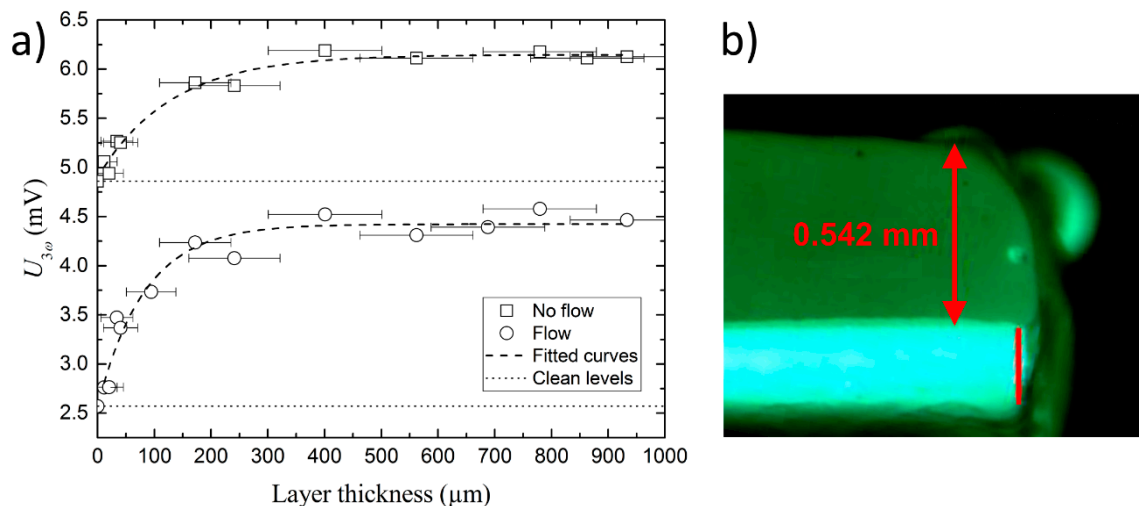 a)
b)
6.5
6.0
5.5
5.0
4.5
4.0
3.5
3.0
2.5
U3ω (mV)
No flow
Flow
Fitted curves
Clean levels
0 100 200 300 400 500 600 700 800 900 1000
Layer thickness (μm)
0.542 mm